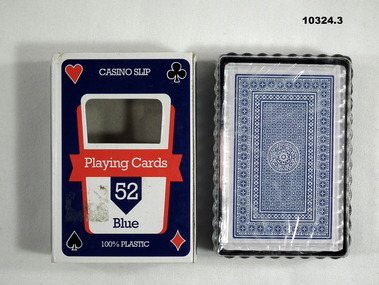 10324.3
CASINO SLIP
Playing Cards
52
Blue
100% PLASTIC